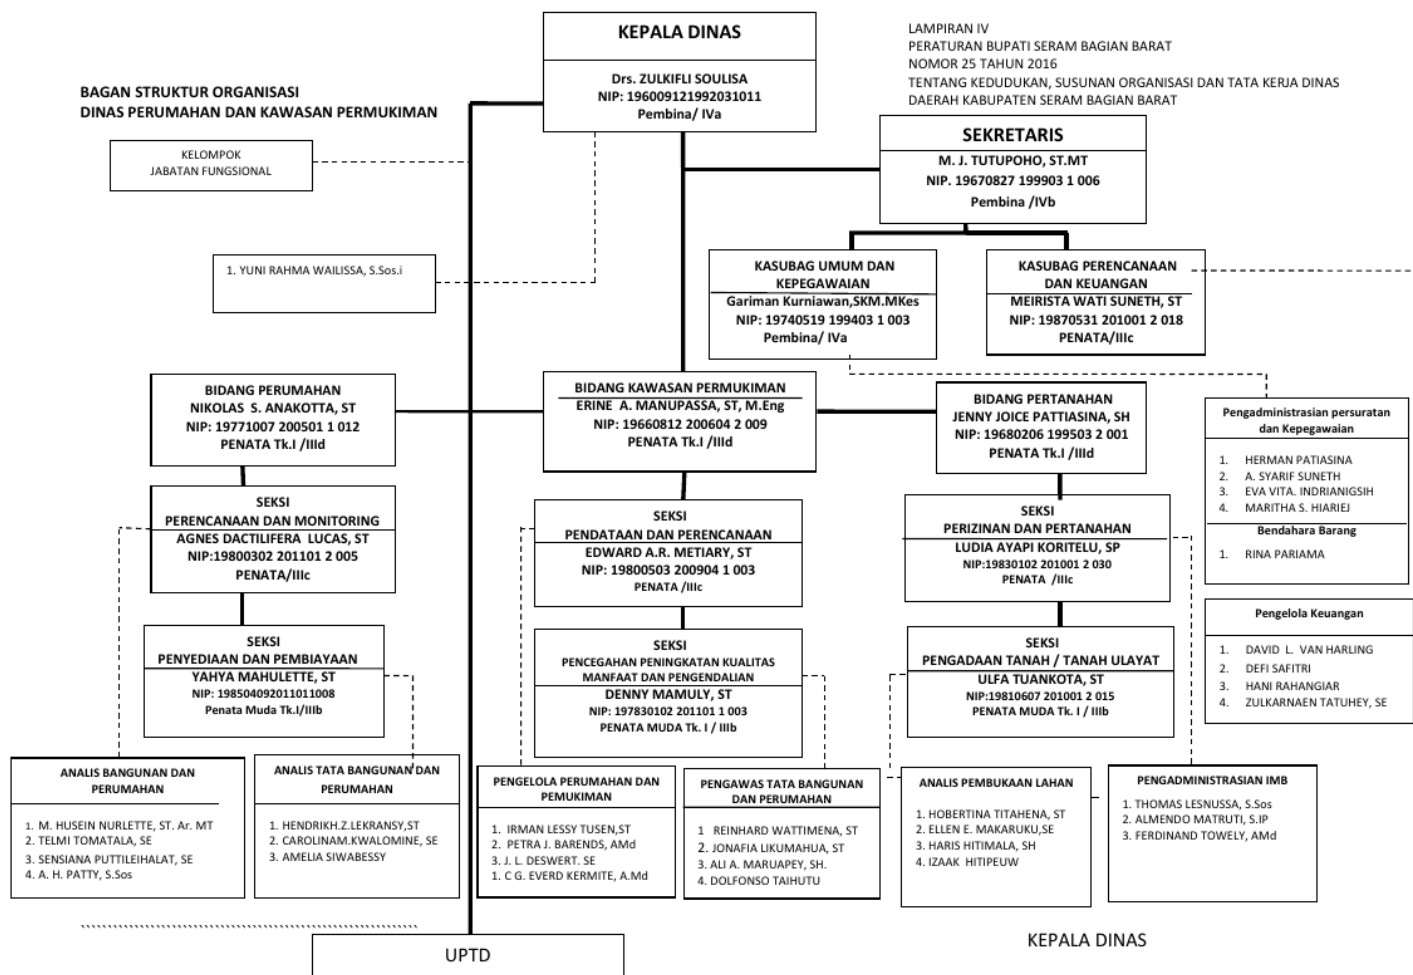 KEPALA DINAS
Drs. ZULKIFLI SOULISA
NIP: 196009121992031011
Pembina/ IVa
LAMPIRAN IV
PERATURAN BUPATI SERAM BAGIAN BARAT
NOMOR 25 TAHUN 2016
TENTANG KEDUDUKAN, SUSUNAN ORGANISASI DAN TATA KERJA DINAS
DAERAH KABUPATEN SERAM BAGIAN BARAT
BAGAN STRUKTUR ORGANISASI
DINAS PERUMAHAN DAN KAWASAN PERMUKIMAN
KELOMPOK
JABATAN FUNGSIONAL
SEKRETARIS
M. J. TUTUPOHO, ST.MT
NIP. 19670827 199903 1 006
Pembina /IVb
1. YUNI RAHMA WAILISSA, S.Sos.i
KASUBAG UMUM DAN
KEPEGAWAIAN
Gariman Kurniawan,SKM.MKes
NIP: 19740519 199403 1 003
Pembina/ IVa
KASUBAG PERENCANAAN
DAN KEUANGAN
MEIRISTA WATI SUNETH, ST
NIP: 19870531 201001 2 018
PENATA/IIIc
BIDANG PERUMAHAN
NIKOLAS S. ANAKOTTA, ST
NIP: 19771007 200501 1 012
PENATA Tk.I /IIId
BIDANG KAWASAN PERMUKIMAN
ERINE A. MANUPASSA, ST, M.Eng
NIP: 19660812 200604 2 009
PENATA Tk.I /IIId
BIDANG PERTANAHAN
JENNY JOICE PATTIASINA, SH
NIP: 19680206 199503 2 001
PENATA Tk.I /IIId
Pengadministrasian persuratan
dan Kepegawaian
1. HERMAN PATIASINA
2. A. SYARIF SUNETH
3. EVA VITA. INDRIANIGSIH
4. MARITHA S. HIARIEJ
Bendahara Barang
1. RINA PARIAMA
SEKSI
PERENCANAAN DAN MONITORING
AGNES DACTILIFERA LUCAS, ST
NIP:19800302 201101 2 005
PENATA/IIIc
SEKSI
PENDATAAN DAN PERENCANAAN
EDWARD A.R. METIARY, ST
NIP: 19800503 200904 1 003
PENATA /IIIc
SEKSI
PERIZINAN DAN PERTANAHAN
LUDIA AYAPI KORITELU, SP
NIP:19830102 201001 2 030
PENATA /IIIc
Pengelola Keuangan
1. DAVID L. VAN HARLING
2. DEFI SAFITRI
3. HANI RAHANGIAR
4. ZULKARNAEN TATUHEY, SE
SEKSI
PENYEDIAAN DAN PEMBIAYAAN
YAHYA MAHULETTE, ST
NIP: 198504092011011008
Penata Muda Tk.I/IIIb
SEKSI
PENCEGAHAN PENINGKATAN KUALITAS
MANFAAT DAN PENGENDALIAN
DENNY MAMULY, ST
NIP: 197830102 201101 1 003
PENATA MUDA Tk. I / IIIb
SEKSI
PENGADAAN TANAH / TANAH ULAYAT
ULFA TUANKOTA, ST
NIP:19810607 201001 2 015
PENATA MUDA Tk. I / IIIb
ANALIS BANGUNAN DAN
PERUMAHAN
1. M. HUSEIN NURLETTE, ST. Ar. MT
2. TELMI TOMATALA, SE
3. SENSIANA PUTTILEIHALAT, SE
4. A. H. PATTY, S.Sos
ANALIS TATA BANGUNAN DAN
PERUMAHAN
1. HENDRIKH.Z.LEKRANSY,ST
2. CAROLINAM.KWALOMINE, SE
3. AMELIA SIWABESSY
PENGELOLA PERUMAHAN DAN
PEMUKIMAN
1. IRMAN LESSY TUSEN,ST
2. PETRA J. BARENDS, AMd
3. J. L. DESWERT. SE
1. C G. EVERD KERMITE, A.Md
PENGAWAS TATA BANGUNAN
DAN PERUMAHAN
1 REINHARD WATTIMENA, ST
2. JONAFIA LIKUMAHUA, ST
3. ALI A. MARUAPEY, SH.
4. DOLFONSO TAIHUTU
ANALIS PEMBUKAAN LAHAN
1. HOBERTINA TITAHENA, ST
2. ELLEN E. MAKARUKU,SE
3. HARIS HITIMALA, SH
4. IZAAK HITIPEUW
PENGADMINISTRASIAN IMB
1. THOMAS LESNUSSA, S.Sos
2. ALMENDO MATRUTI, S.IP
3. FERDINAND TOWELY, AMd
UPTD
KEPALA DINAS